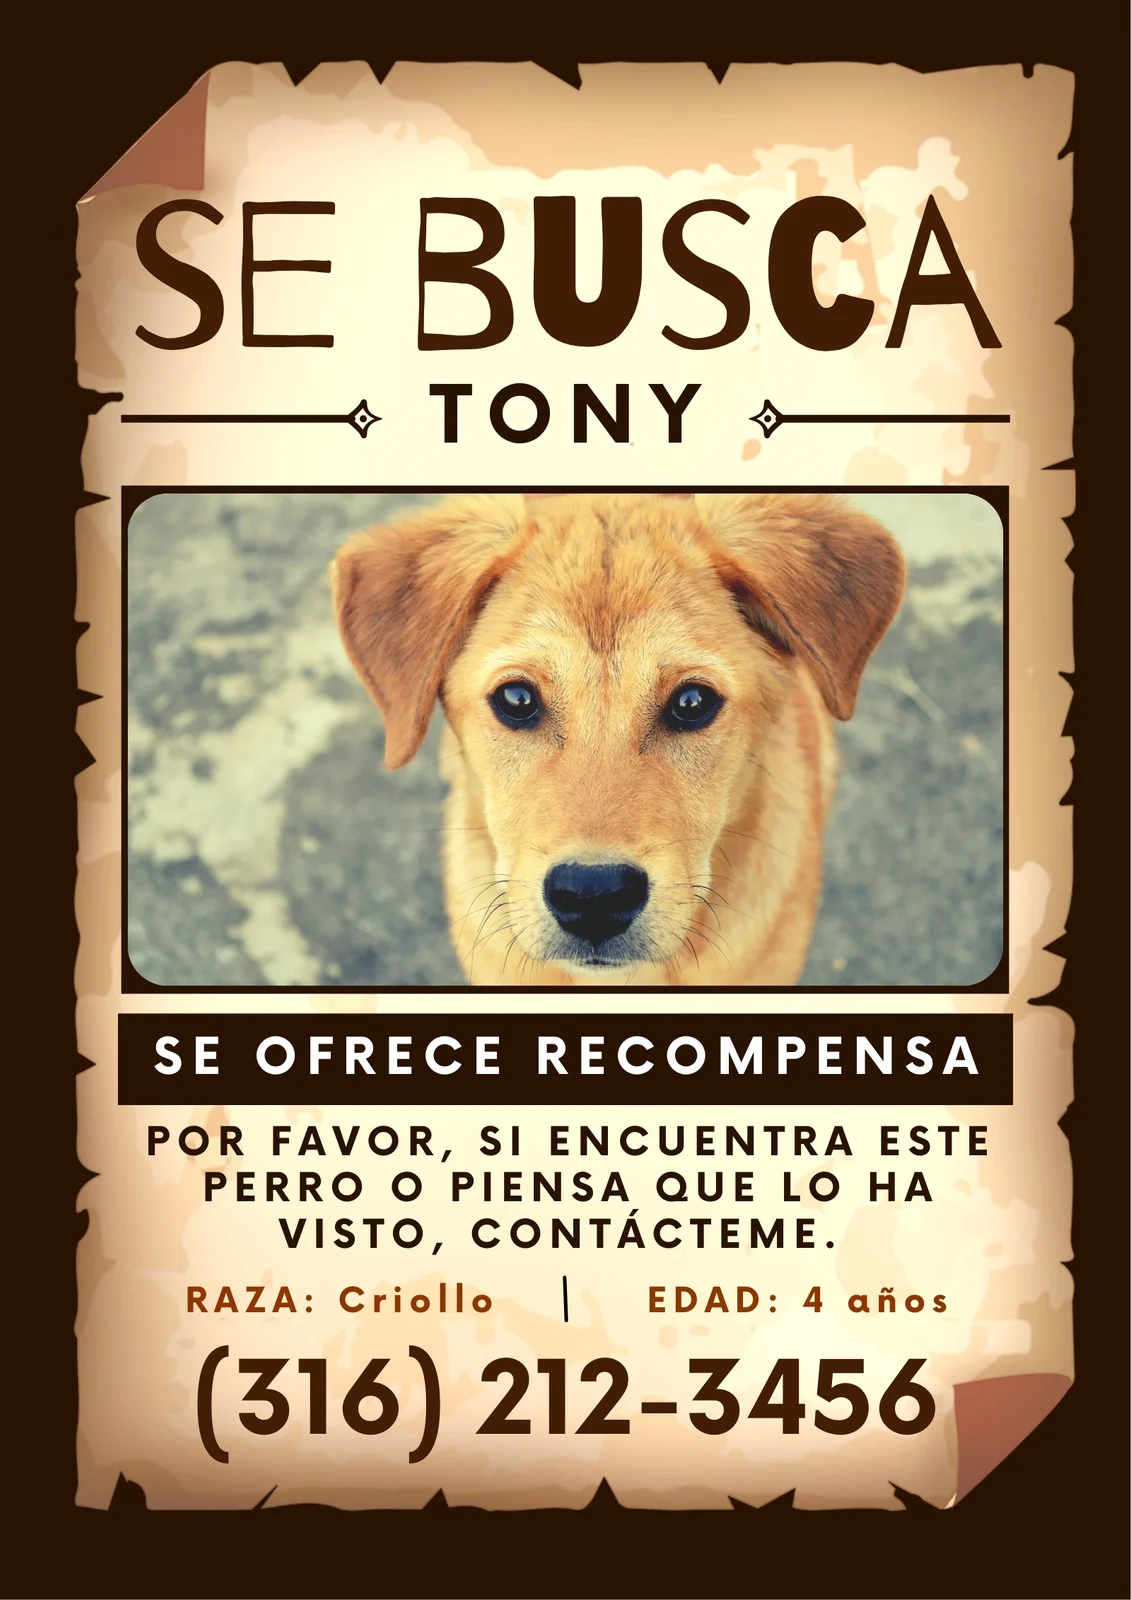 SE BUSCA
TONY
SE OFRECE RECOMPENSA
POR FAVOR, SI ENCUENTRA ESTE
PERRO O PIENSA QUE LO HA
VISTO, CONTÁCTEME.
RAZA: Criollo | EDAD: 4 años
(316) 212-3456